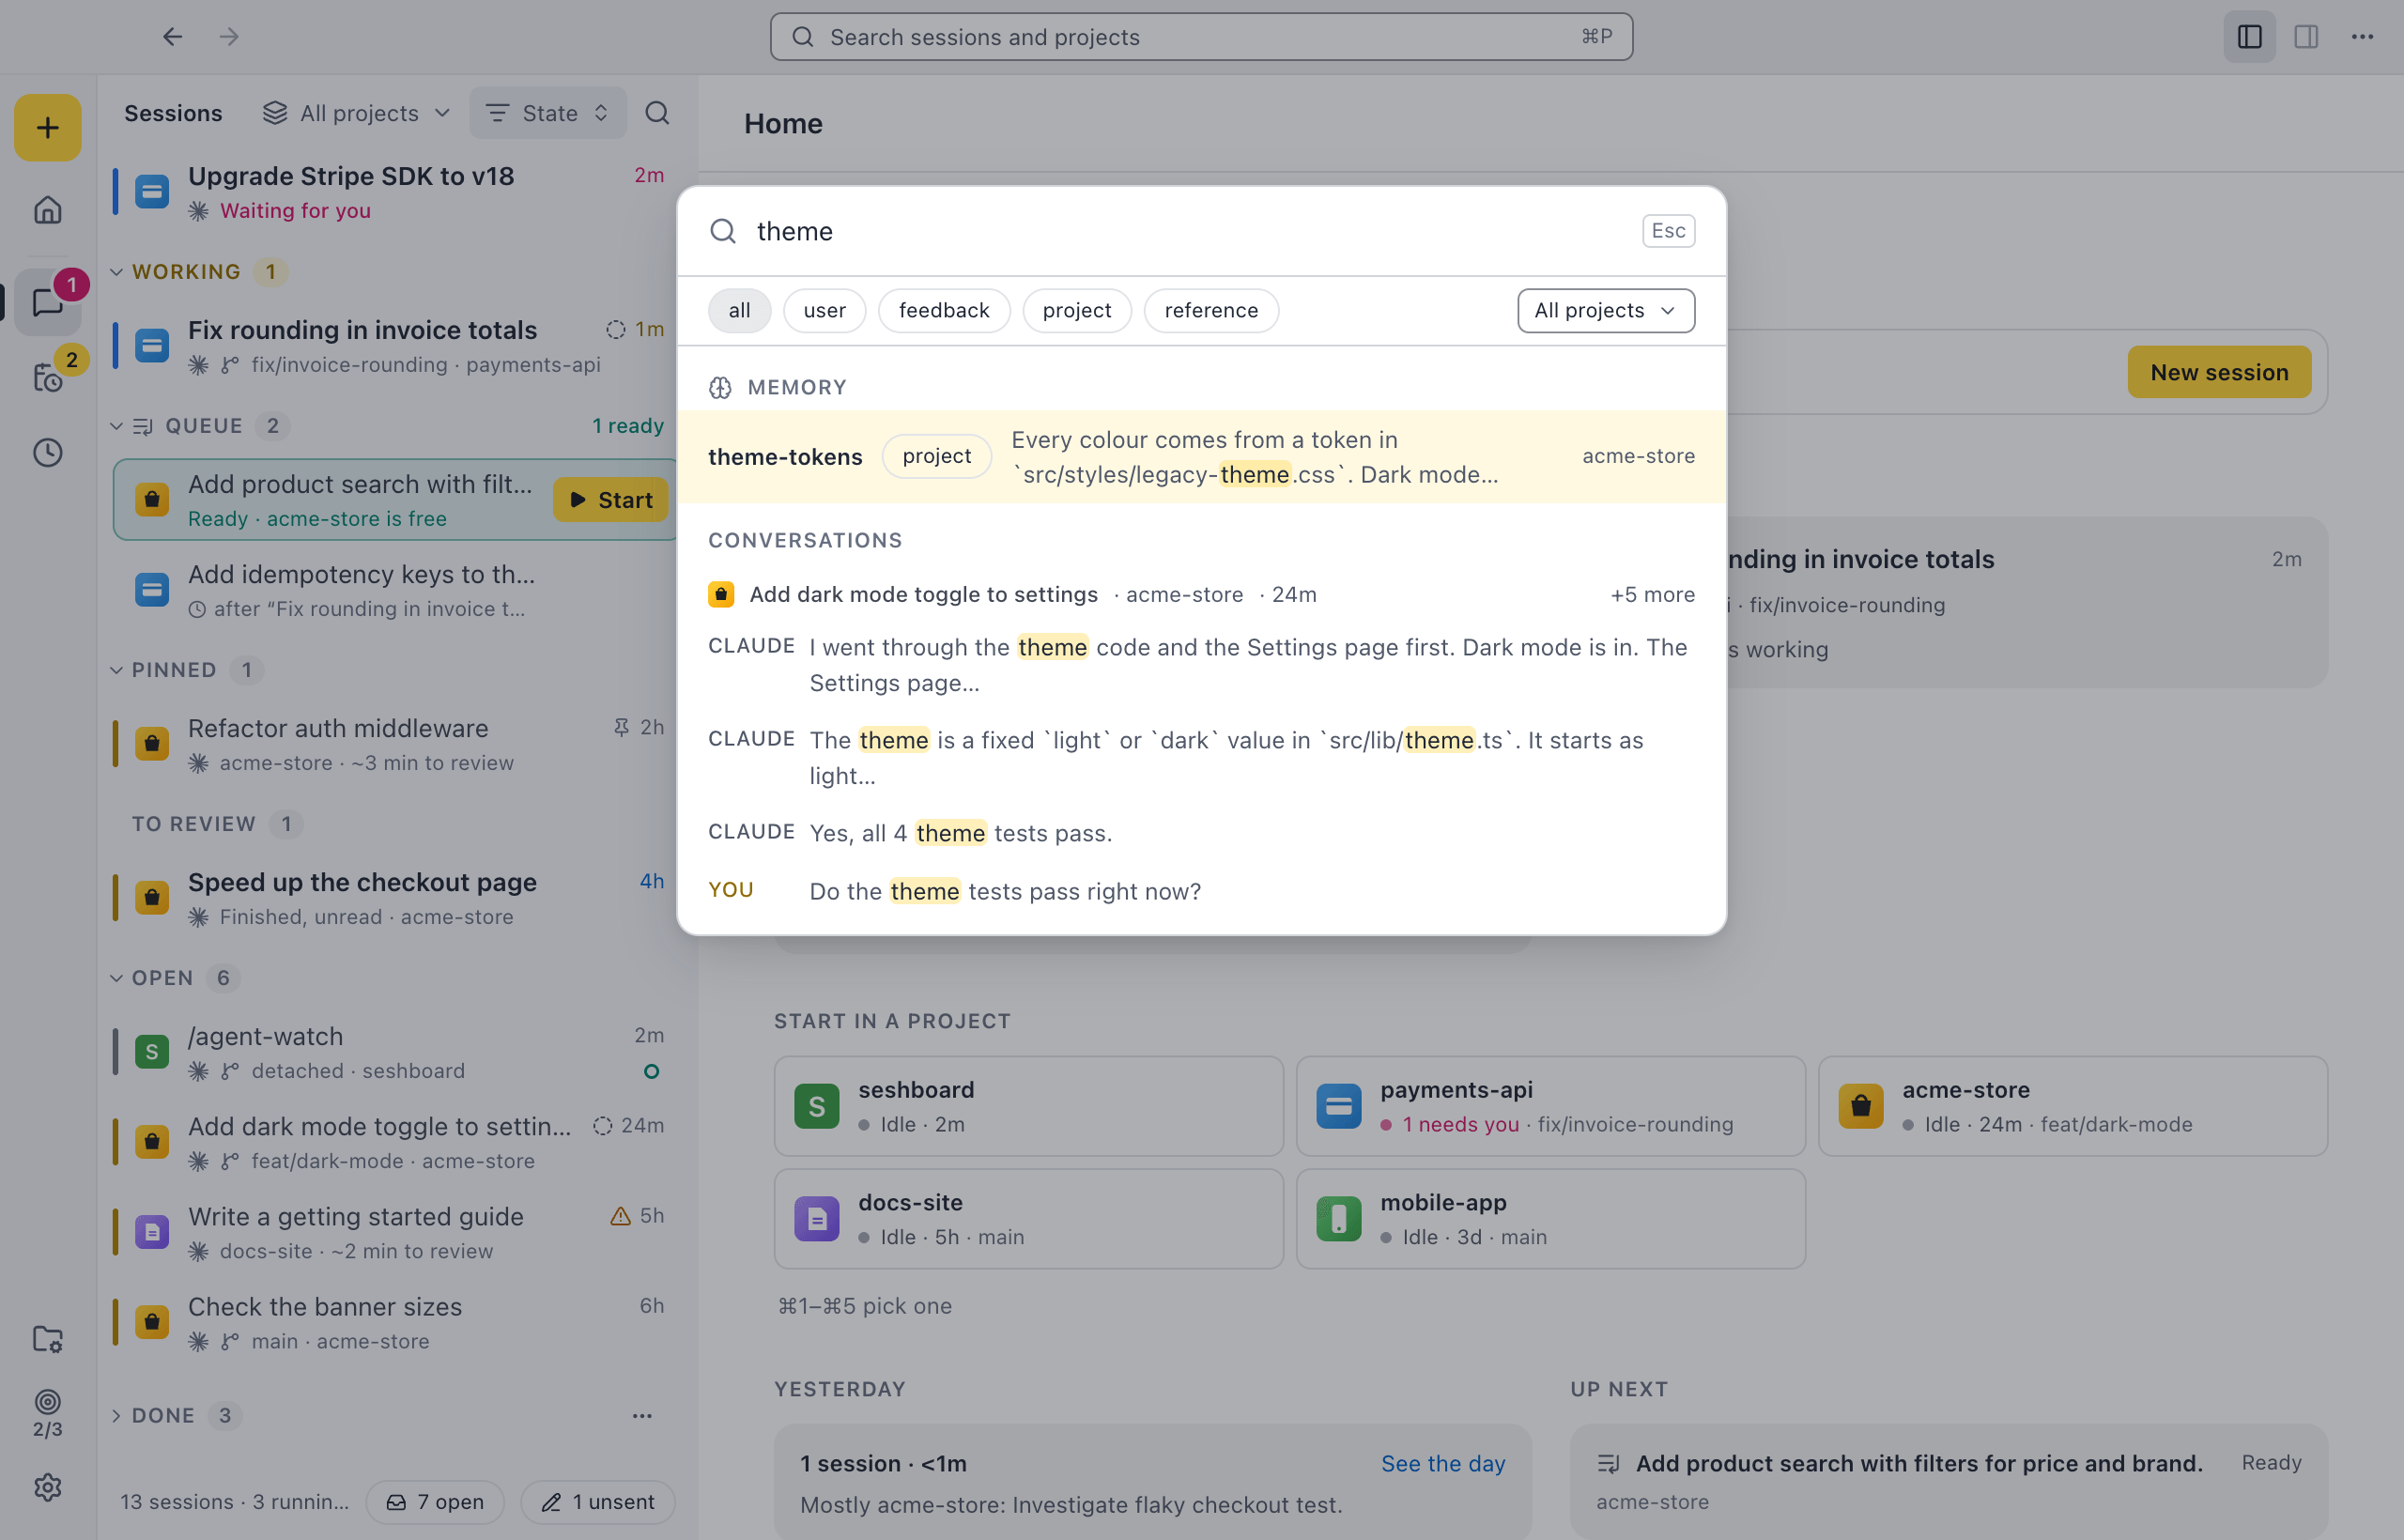 Search sessions and projects ⌘P
Sessions All projects State
Home
Upgrade Stripe SDK to v18 2m
Waiting for you
WORKING 1
Fix rounding in invoice totals 1m
fix/invoice-rounding · payments-api
QUEUE 2 1 ready
Add product search with filt... Start
Ready · acme-store is free
Add idempotency keys to th...
after “Fix rounding in invoice t...
PINNED 1
Refactor auth middleware 2h
acme-store · ~3 min to review
TO REVIEW 1
Speed up the checkout page 4h
Finished, unread · acme-store
OPEN 6
S /agent-watch 2m
detached · seshboard
Add dark mode toggle to settin... 24m
feat/dark-mode · acme-store
Write a getting started guide 5h
docs-site · ~2 min to review
Check the banner sizes 6h
main · acme-store
DONE 3
13 sessions · 3 runnin... 7 open 1 unsent
1
2
2/3
theme Esc
all user feedback project reference All projects
MEMORY
theme-tokens project Every colour comes from a token in
`src/styles/legacy-theme.css`. Dark mode... acme-store
CONVERSATIONS
Add dark mode toggle to settings · acme-store · 24m +5 more
CLAUDE I went through the theme code and the Settings page first. Dark mode is in. The
Settings page...
CLAUDE The theme is a fixed `light` or `dark` value in `src/lib/theme.ts`. It starts as
light...
CLAUDE Yes, all 4 theme tests pass.
YOU Do the theme tests pass right now?
New session
nding in invoice totals 2m
i · fix/invoice-rounding
s working
START IN A PROJECT
S seshboard
Idle · 2m
payments-api
1 needs you · fix/invoice-rounding
acme-store
Idle · 24m · feat/dark-mode
docs-site
Idle · 5h · main
mobile-app
Idle · 3d · main
⌘1–⌘5 pick one
YESTERDAY
1 session · <1m See the day
Mostly acme-store: Investigate flaky checkout test.
UP NEXT
Add product search with filters for price and brand. Ready
acme-store